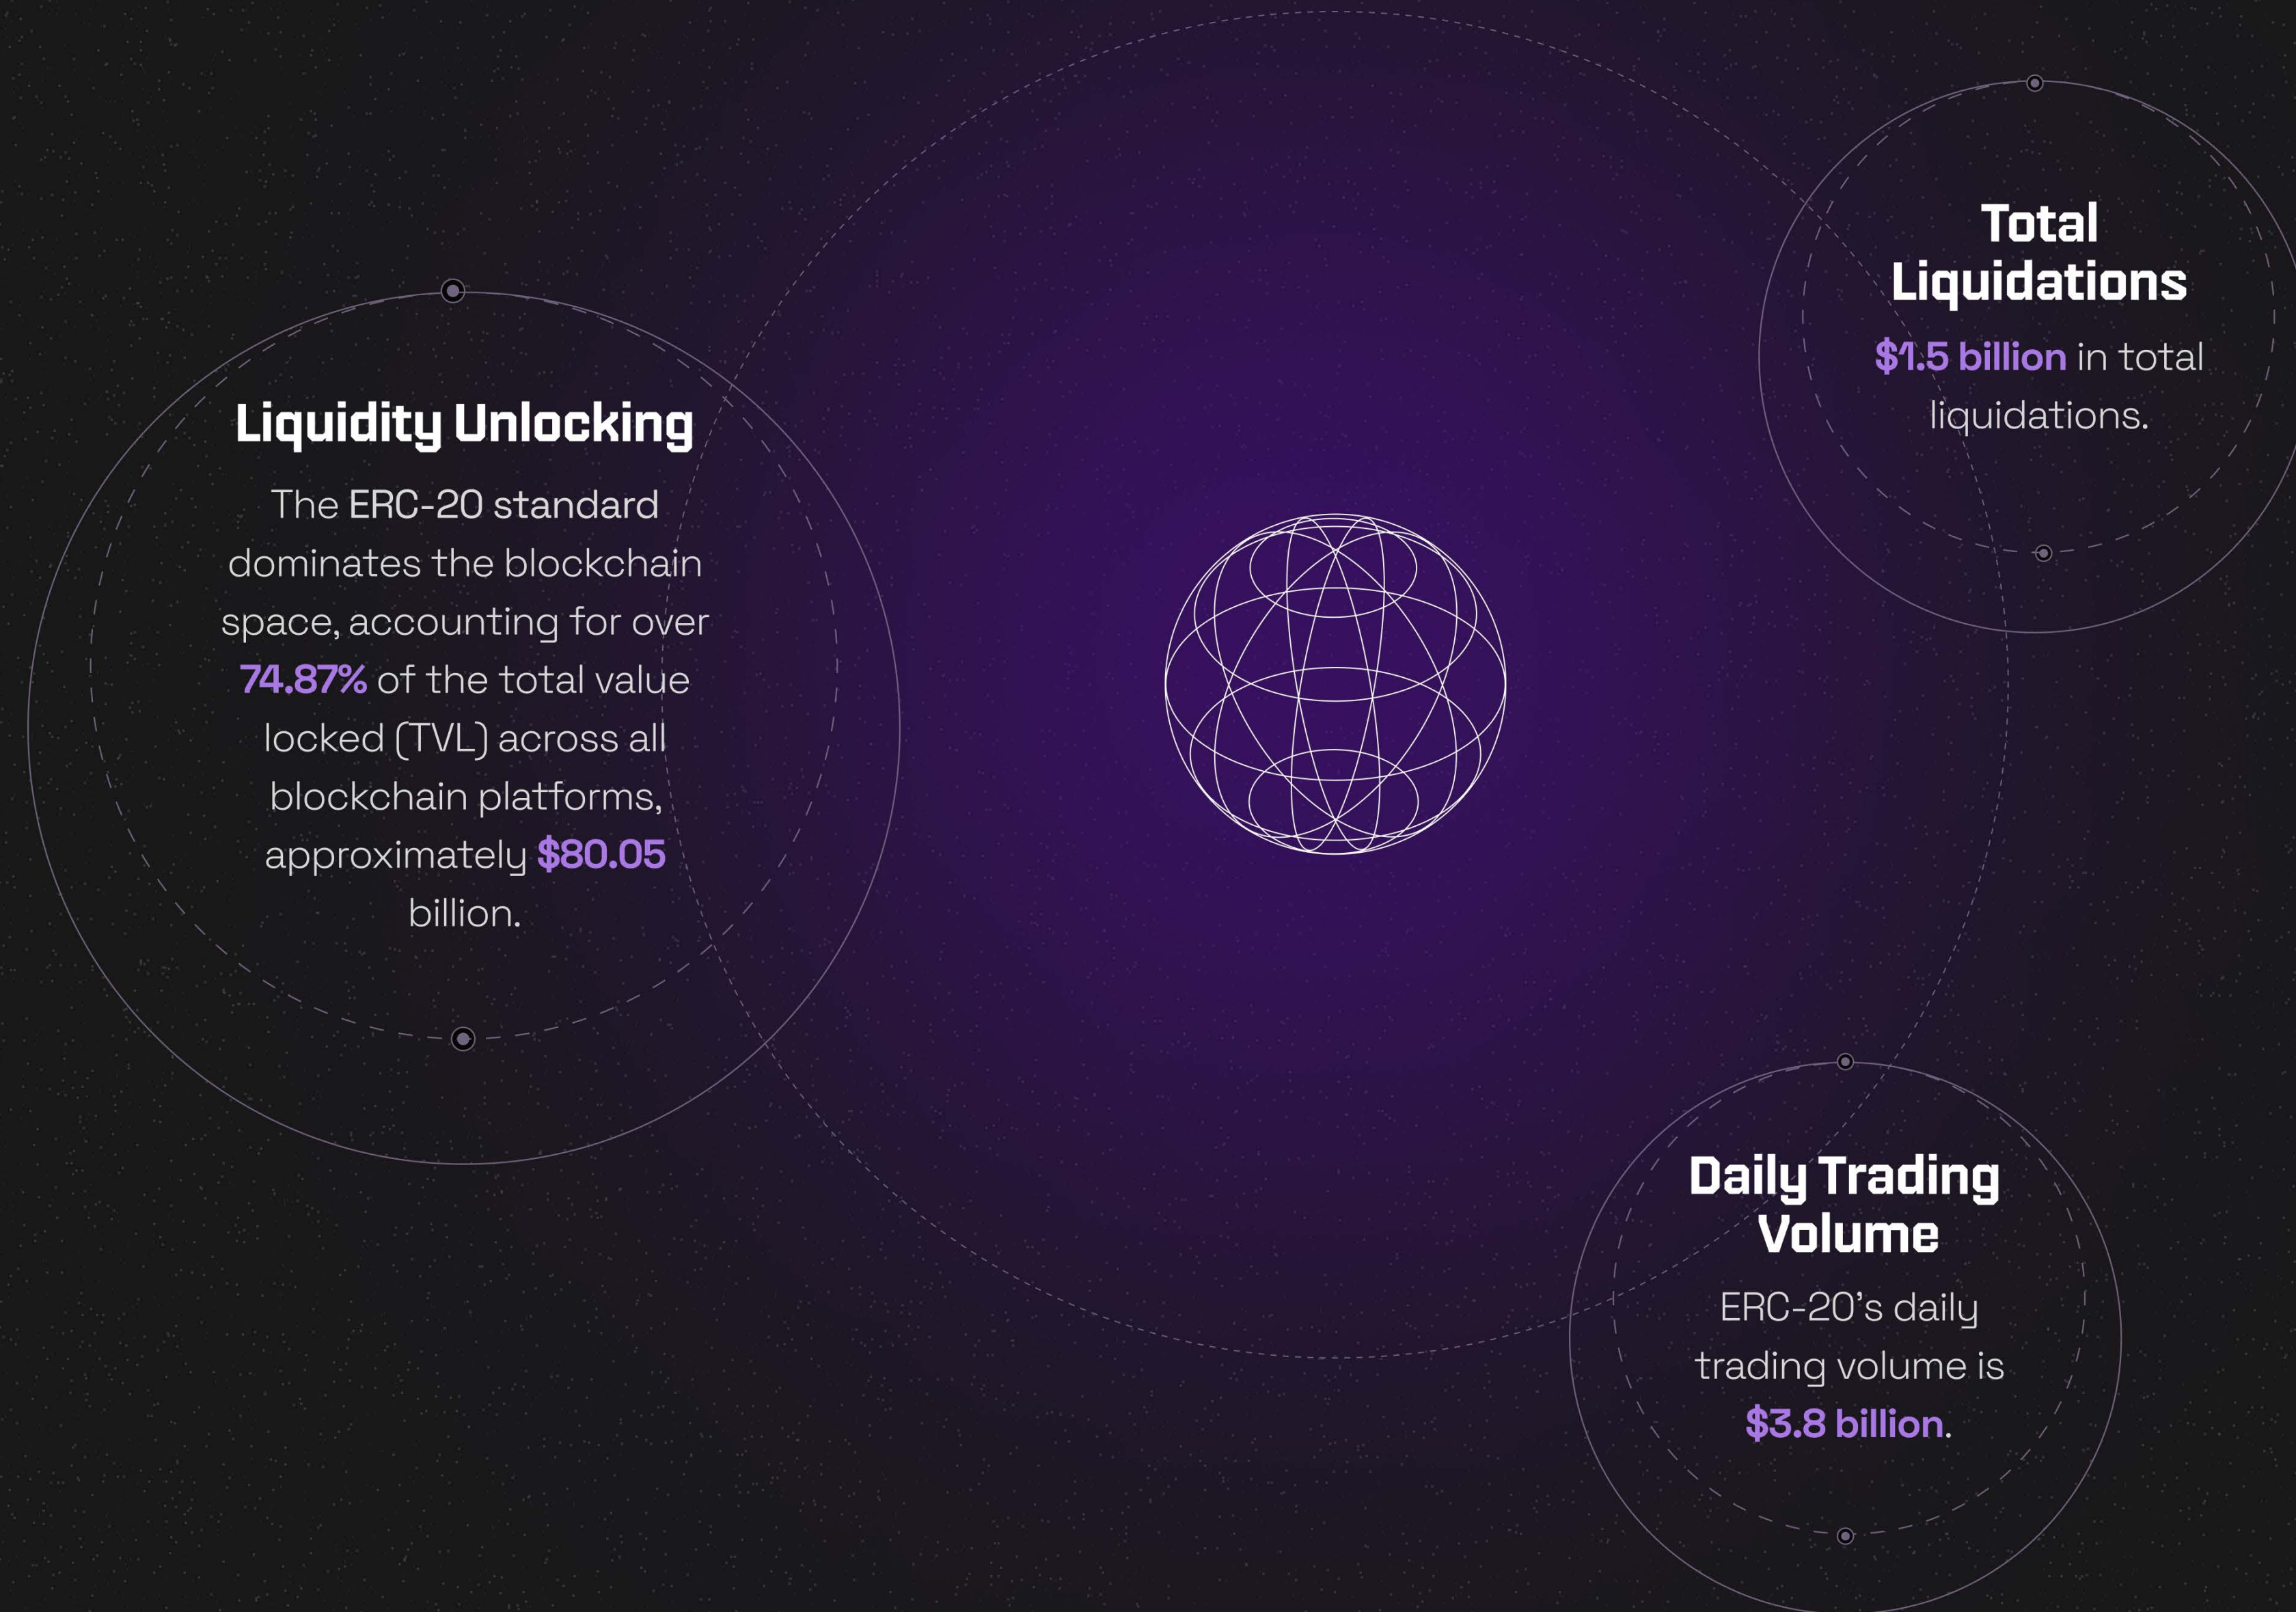 Liquidity Unlocking
The ERC-20 standard
dominates the blockchain
space, accounting for over
74.87% of the total value
locked (TVL) across all
blockchain platforms,
approximately $80.05
billion.
Total
Liquidations
$1.5 billion in total
liquidations.
Daily Trading
Volume
ERC-20’s daily
trading volume is
$3.8 billion.